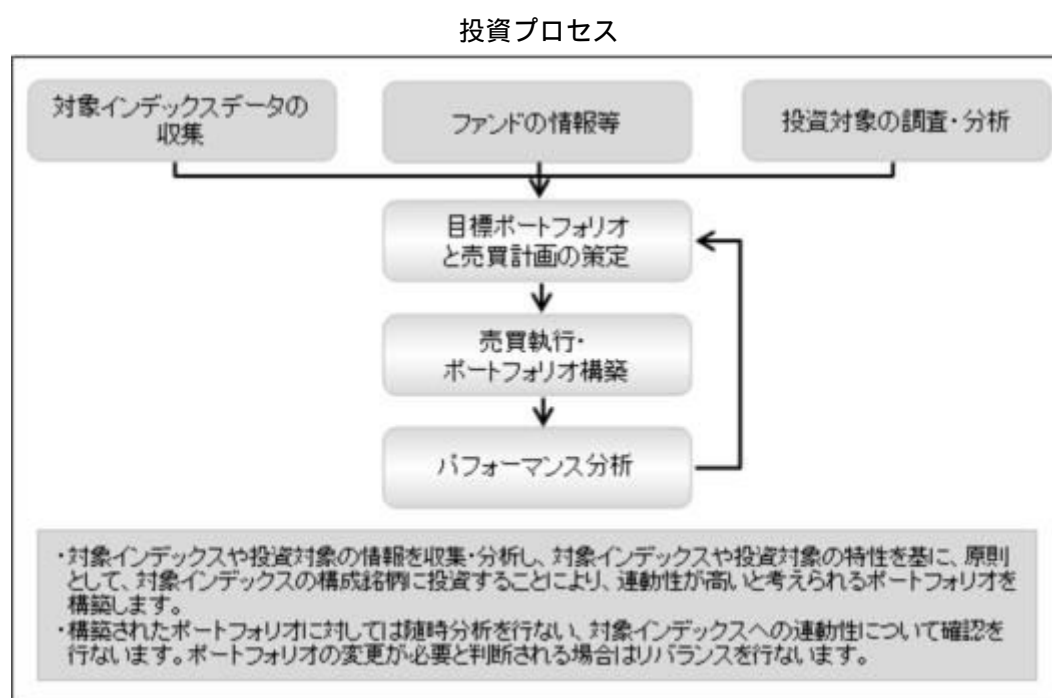 投資プロセス
対象インデックスデータの
収集
ファンドの情報等
投資対象の調査・分析
目標ポートフォリオ
と売買計画の策定
売買執行・
ポートフォリオ構築
パフォーマンス分析
・対象インデックスや投資対象の情報を収集・分析し、対象インデックスや投資対象の特性を基に、原則
として、対象インデックスの構成銘柄に投資することにより、連動性が高いと考えられるポートフォリオを
構築します。
・構築されたポートフォリオに対しては随時分析を行ない、対象インデックスへの連動性について確認を
行ないます。ポートフォリオの変更が必要と判断される場合はリバランスを行ないます。